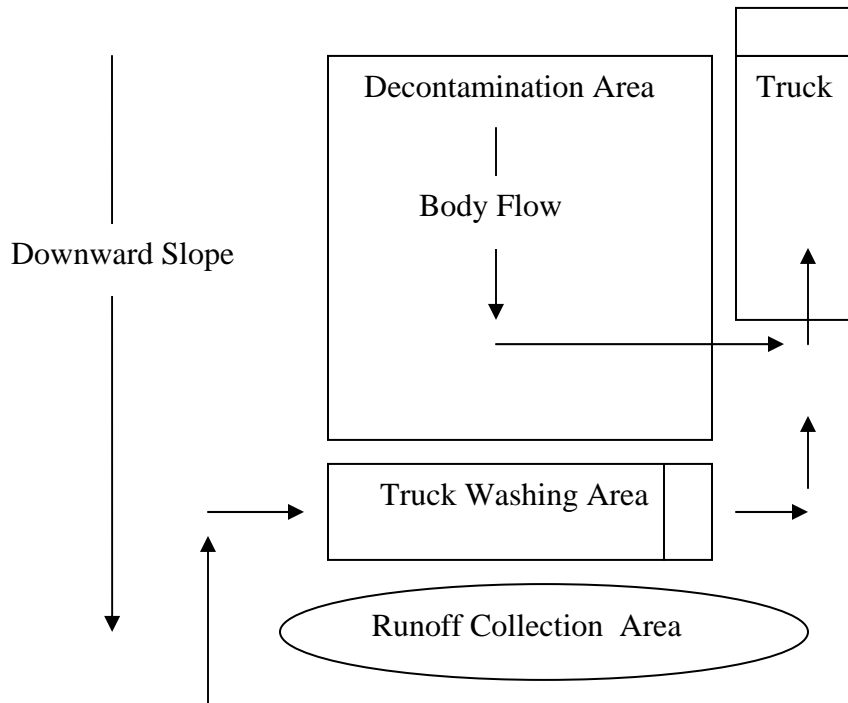 Decontamination Area
Truck
Body Flow
Downward Slope
Truck Washing Area
Runoff Collection Area